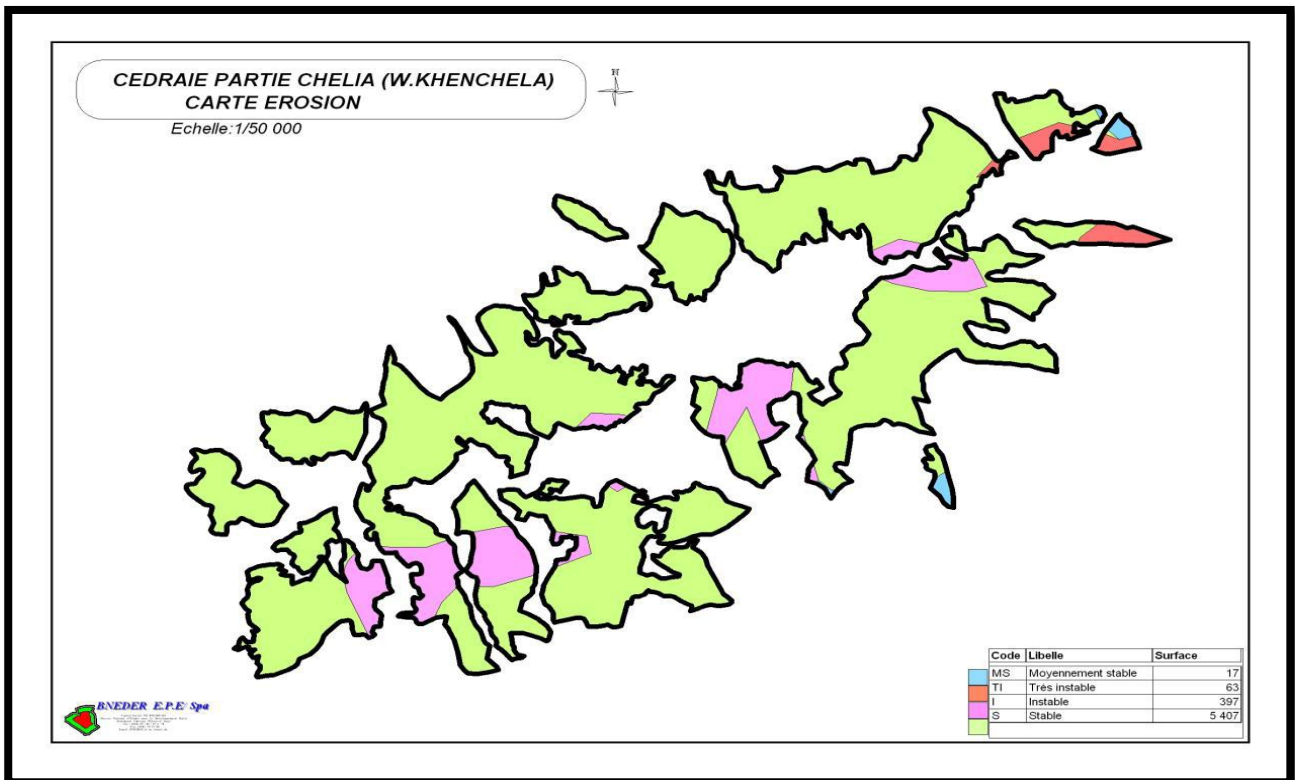 CEDRAIE PARTIE CHELIA (W.KHENCHELA)
CARTE EROSION
Echelle:1/50 000
N
Code Libelle Surface
MS Moyennement stable 17
TI Trés instable 63
I Instable 397
S Stable 5 407
BNEDER E.P.E/ Spa